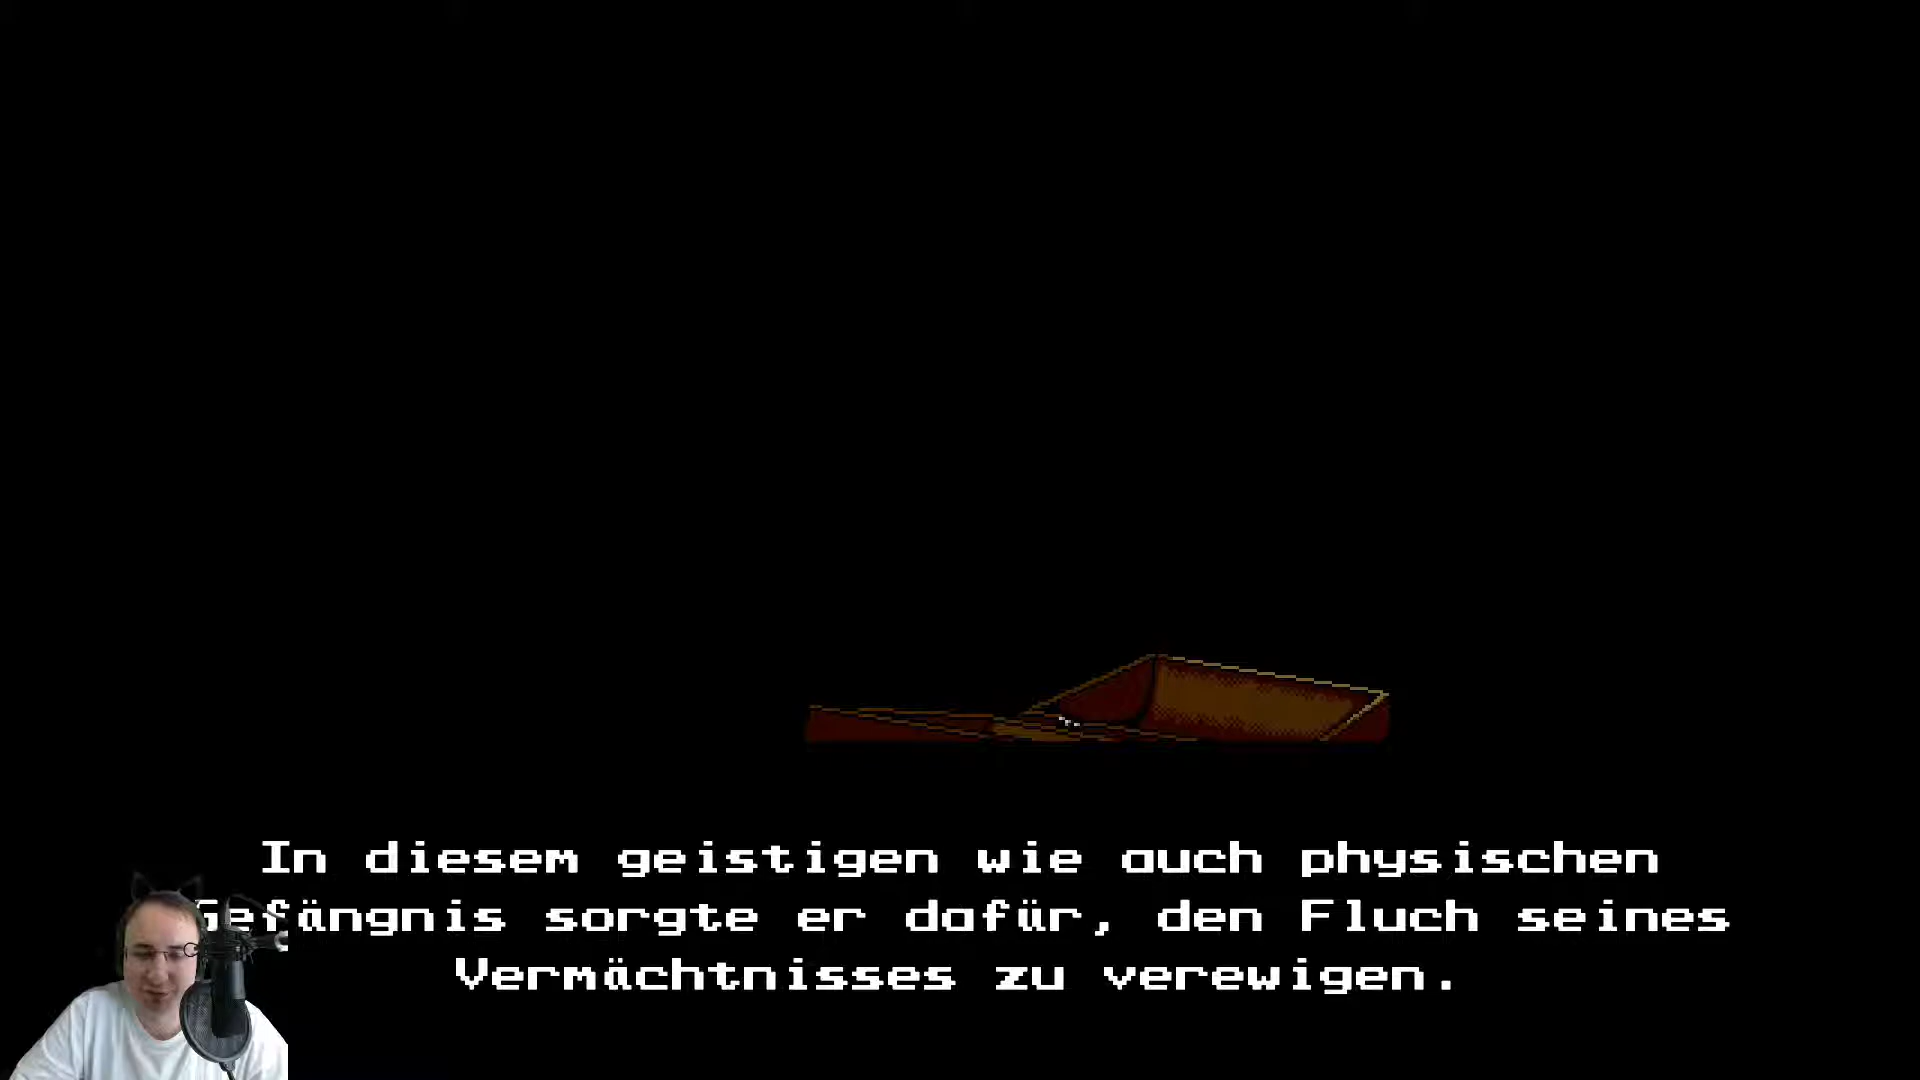 In diesem geistigen wie auch physischen
Gefängnis sorgte er dafür, den Fluch seines
Vermächtnisses zu verewigen.